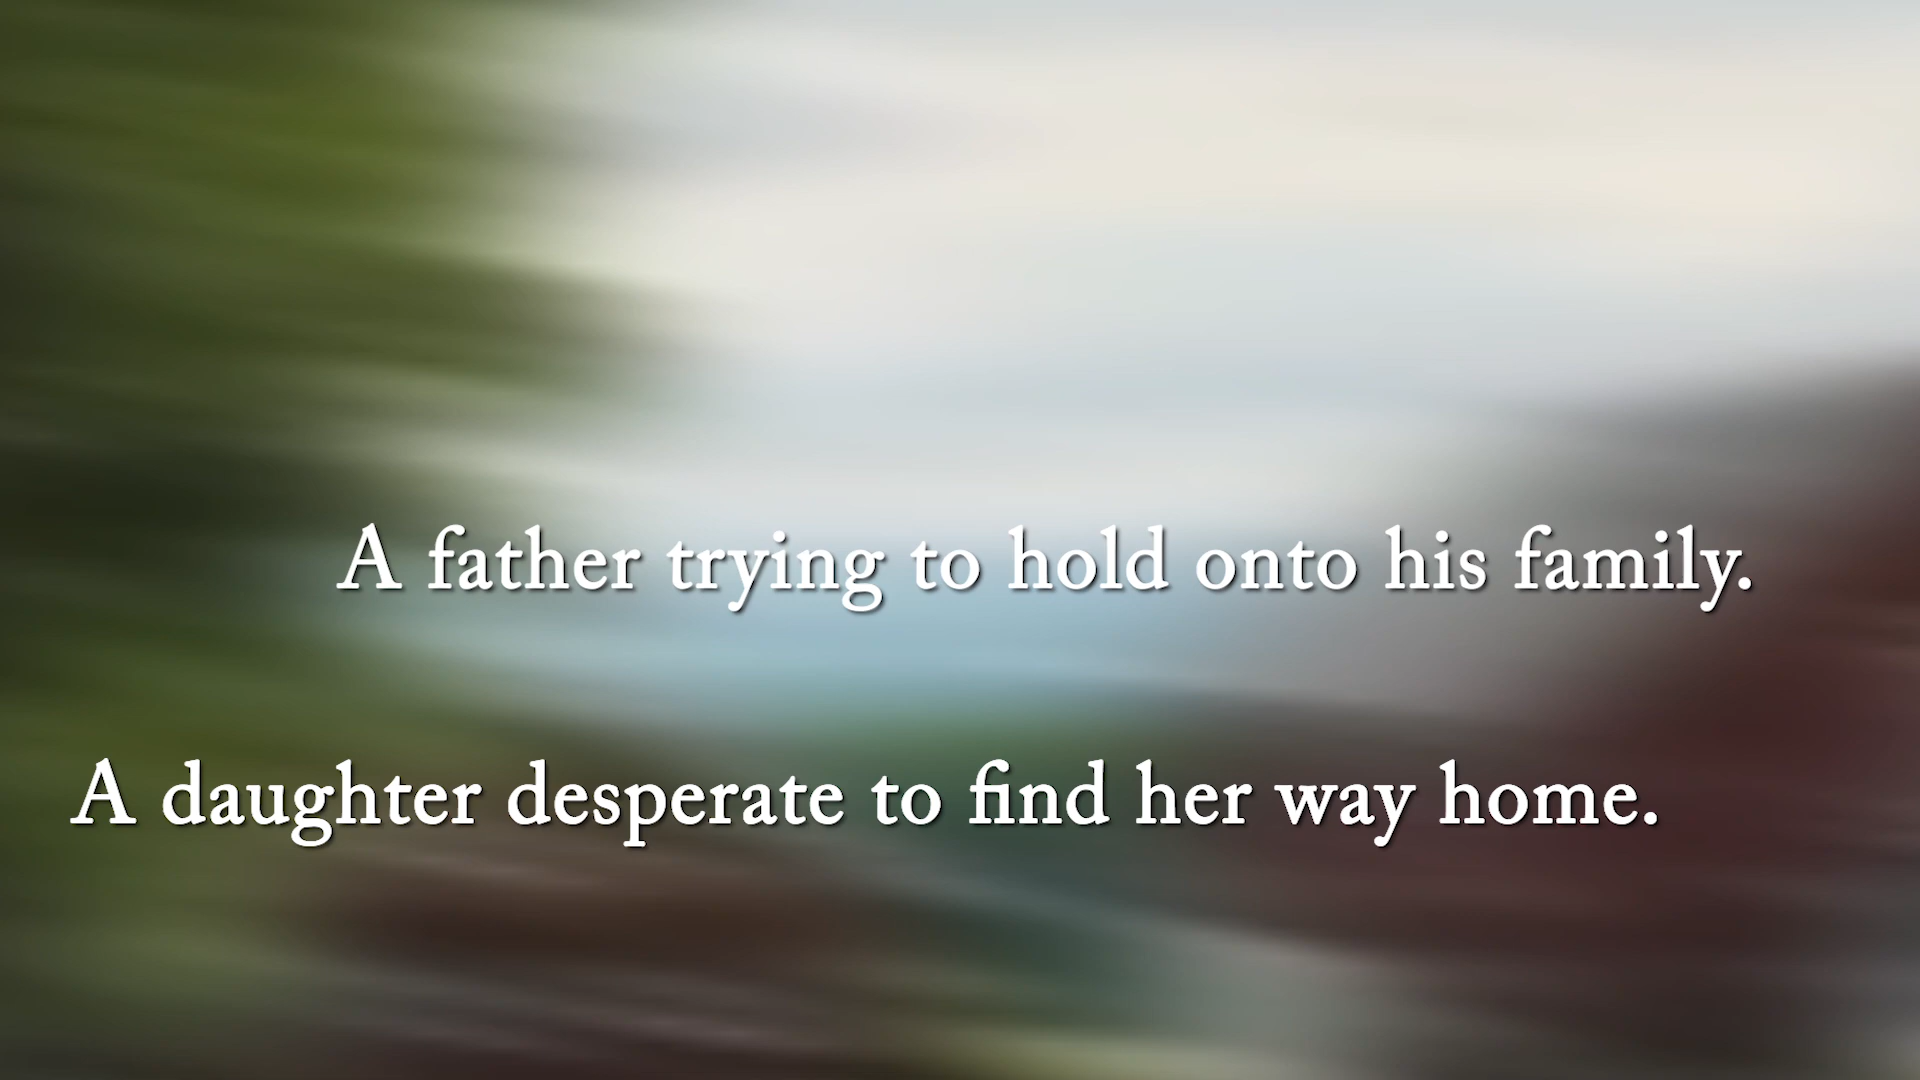 A father trying to hold onto his family.
A daughter desperate to find her way home.